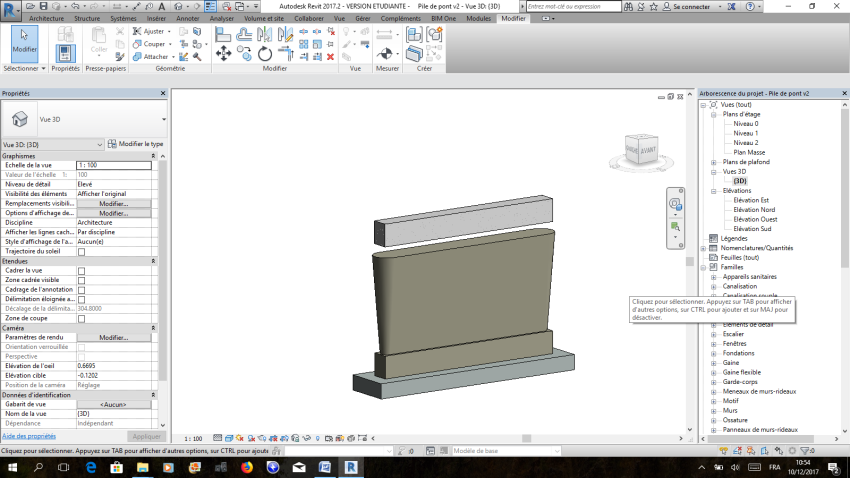 Autodesk Revit 2017.2 - VERSION ETUDIANTE - Pile de pont v2 - Vue 3D: {3D}
Entrez mot-clé ou expression
Se connecter
Architecture Structure Systèmes Insérer Annoter Analyser Volume et site Collaborer Vue Gérer Compléments BIM One Modules Modifier
Modifier
Coller
Ajuster
Couper
Attacher
Sélectionner Propriétés Presse-papiers Géométrie Modifier Vue Mesurer Créer
Propriétés
Vue 3D
Vue 3D: {3D}
Modifier le type
Graphismes
Echelle de la vue 1 : 100
Valeur de l'échelle 1: 100
Niveau de détail Elevé
Visibilité des éléments Afficher l'original
Remplacements visibili... Modifier...
Options d'affichage de... Modifier...
Discipline Architecture
Afficher les lignes cach... Par discipline
Style d'affichage de l'a... Aucun(e)
Trajectoire du soleil
Etendues
Cadrer la vue
Zone cadrée visible
Cadrage de l'annotation
Délimitation éloignée a...
Décalage de la délimita... 304.8000
Zone de coupe
Caméra
Paramètres de rendu Modifier...
Orientation verrouillée
Perspective
Elévation de l'oeil 0.6695
Elévation cible -0.1202
Position de la caméra Réglage
Données d'identification
Gabarit de vue <Aucun>
Nom de la vue {3D}
Dépendance Indépendant
Aide des propriétés
Appliquer
AVANT
1 : 100
Cliquez pour sélectionner. Appuyez sur TAB pour afficher
d'autres options, sur CTRL pour ajouter et sur MAJ pour
désactiver.
Arborescence du projet - Pile de pont v2
Vues (tout)
Plans d'étage
Niveau 0
Niveau 1
Niveau 2
Plan Masse
Plans de plafond
Vues 3D
{3D}
Elévations
Elévation Est
Elévation Nord
Elévation Ouest
Elévation Sud
Légendes
Nomenclatures/Quantités
Feuilles (tout)
Familles
Appareils sanitaires
Canalisation
Canalisation souple
Eléments de détail
Escalier
Fenêtres
Fondations
Gaine
Gaine flexible
Garde-corps
Meneaux de murs-rideaux
Motif
Murs
Ossature
Panneaux de murs-rideaux
Cliquez pour sélectionner. Appuyez sur TAB pour afficher d'autres options, sur CTRL pour ajoute
:0
Modèle de base
:0
FRA
10:54
10/12/2017
2